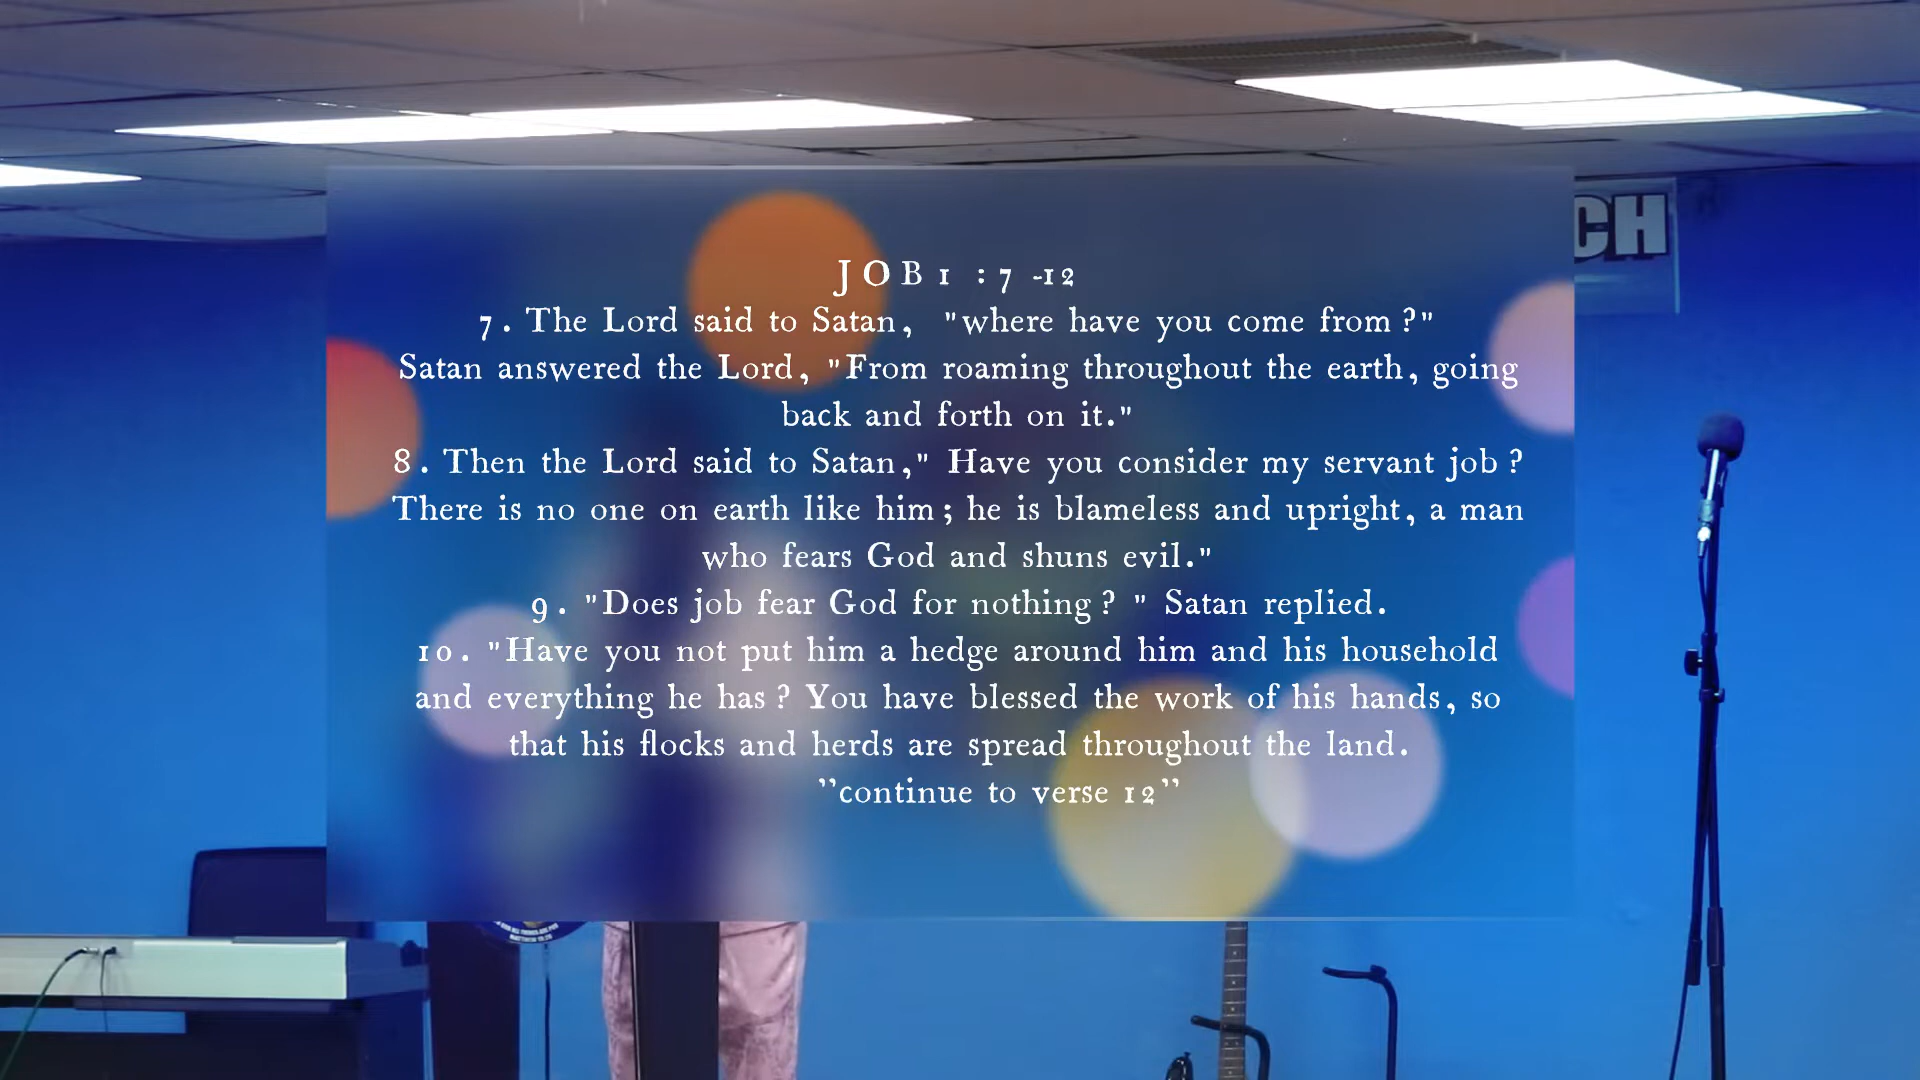 CH
JOB1 :7 -12
7. The Lord said to Satan, "where have you come from ?"
Satan answered the Lord, "From roaming throughout the earth, going
back and forth on it."
8. Then the Lord said to Satan," Have you consider my servant job ?
There is no one on earth like him; he is blameless and upright, a man
who fears God and shuns evil."
9. "Does job fear God for nothing ? " Satan replied.
10. "Have you not put him a hedge around him and his household
and everything he has ? You have blessed the work of his hands, so
that his flocks and herds are spread throughout the land.
”continue to verse 12”